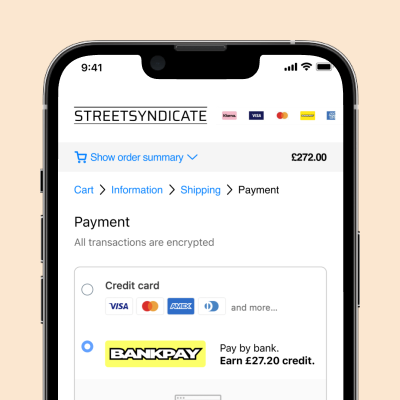 9:41
STREETSYNDICATE
Klarna. VISA
Show order summary £272.00
Cart Information Shipping Payment
Payment
All transactions are encrypted
Credit card
VISA AMEX and more...
BANKPAY
Pay by bank.
Earn £27.20 credit.